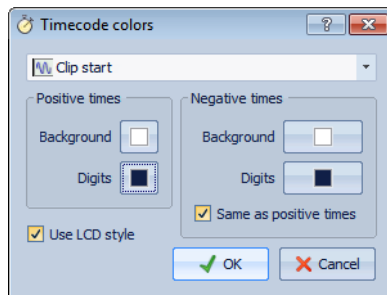 Timecode colors
?
Clip start
Positive times
Negative times
Background
Background
Digits
Digits
Same as positive times
Use LCD style
OK
Cancel